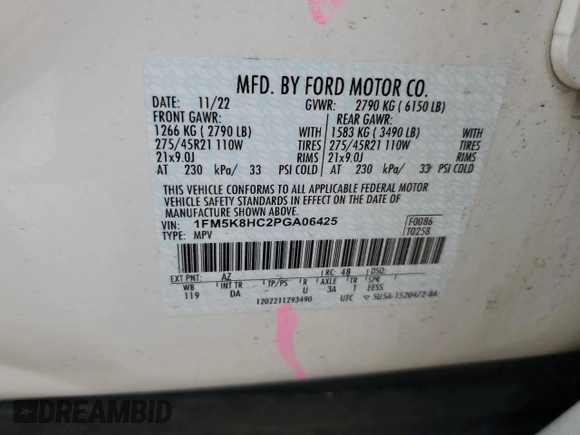 MFD. BY FORD MOTOR CO.
DATE: 11/22 GVWR: 2790 KG ( 6150 LB)
FRONT GAWR: REAR GAWR:
1266 KG ( 2790 LB) WITH 1583 KG ( 3490 LB) WITH
275/45R21 110W TIRES 275/45R21 110W TIRES
21x9.0J RIMS 21x9.0J RIMS
AT 230 kPa/ 33 PSI COLD AT 230 kPa/ 33 PSI COLD
THIS VEHICLE CONFORMS TO ALL APPLICABLE FEDERAL MOTOR
VEHICLE SAFETY STANDARDS IN EFFECT ON THE DATE OF
MANUFACTURE SHOWN ABOVE.
VIN: 1FM5K8HC2PGA06425 F0086
TYPE: MPV T0258
EXT PNT: AZ RC: 48 DSO:
WB INT TR TP/PS R AXLE TR SPR
119 DA U 3A T EESS
1202211293490 UTC
DREAMBID